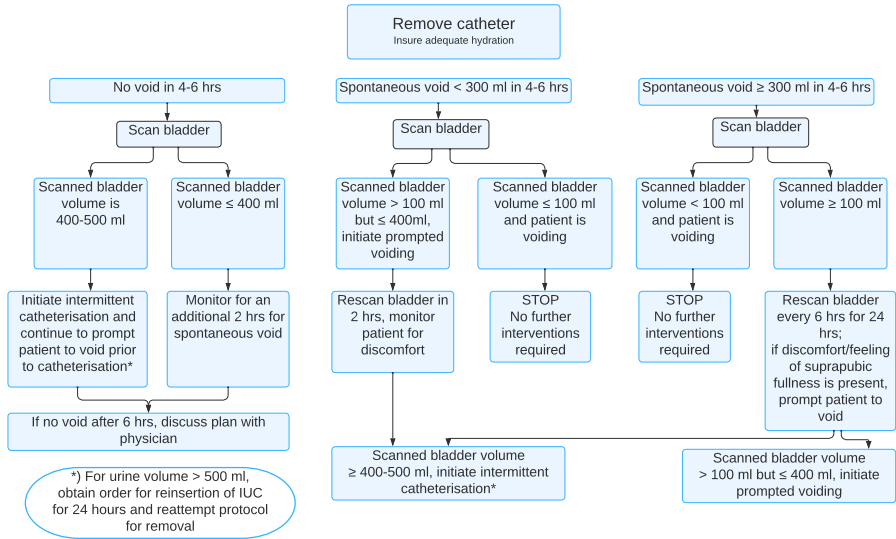 Remove catheter
Insure adequate hydration
No void in 4-6 hrs
Spontaneous void < 300 ml in 4-6 hrs
Spontaneous void ≥ 300 ml in 4-6 hrs
Scan bladder
Scan bladder
Scan bladder
Scanned bladder
volume is
400-500 ml
Scanned bladder
volume ≤ 400 ml
Scanned bladder
volume > 100 ml
but ≤ 400ml,
initiate prompted
voiding
Scanned bladder
volume ≤ 100 ml
and patient is
voiding
Scanned bladder
volume < 100 ml
and patient is
voiding
Scanned bladder
volume ≥ 100 ml
Initiate intermittent
catheterisation and
continue to prompt
patient to void prior
to catheterisation*
Monitor for an
additional 2 hrs for
spontaneous void
Rescan bladder in
2 hrs, monitor
patient for
discomfort
STOP
No further
interventions
required
STOP
No further
interventions
required
Rescan bladder
every 6 hrs for 24
hrs;
if discomfort/feeling
of suprapubic
fullness is present,
prompt patient to
void
If no void after 6 hrs, discuss plan with
physician
Scanned bladder volume
≥ 400-500 ml, initiate intermittent
catheterisation*
Scanned bladder volume
> 100 ml but ≤ 400 ml, initiate
prompted voiding
*) For urine volume > 500 ml,
obtain order for reinsertion of IUC
for 24 hours and reattempt protocol
for removal